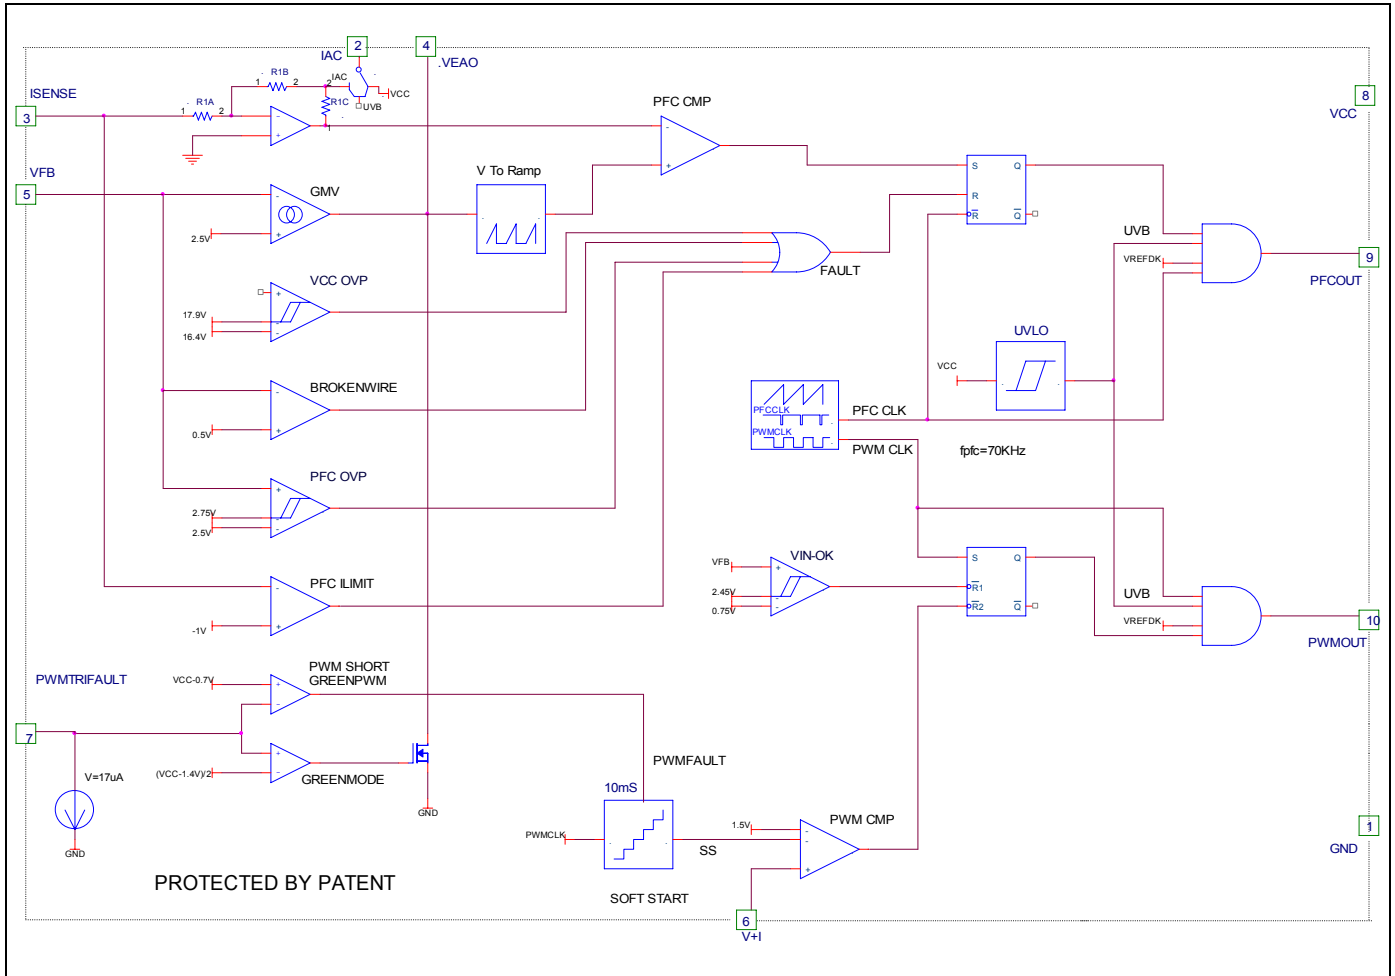 IAC
2
4
.VEAO
R1B
1
2
2
IAC
VCC
UVB
R1C
1
ISENSE
3
R1A
1
2
-
+
PFC CMP
-
+
8
VCC
VFB
5
GMV
-
+
2.5V
V To Ramp
S
Q
R
R
Q
UVB
VREFDK
9
PFCOUT
FAULT
VCC OVP
+
-
-
17.9V
16.4V
UVLO
VCC
BROKENWIRE
-
+
0.5V
PFCCLK
PWMCLK
PFC CLK
PWM CLK
fpfc=70KHz
PFC OVP
+
-
-
2.75V
2.5V
VIN-OK
VFB
+
-
-
2.45V
0.75V
S
Q
R1
R2
Q
UVB
VREFDK
10
PWMOUT
PFC ILIMIT
-
+
-1V
PWMTRIFAULT
7
VCC-0.7V
PWM SHORT
GREENPWM
+
-
(VCC-1.4V)/2
+
-
GREENMODE
GND
V=17uA
GND
PWMFAULT
10mS
PWMCLK
SS
SOFT START
1.5V
PWM CMP
-
-
+
6
V+I
1
GND
PROTECTED BY PATENT